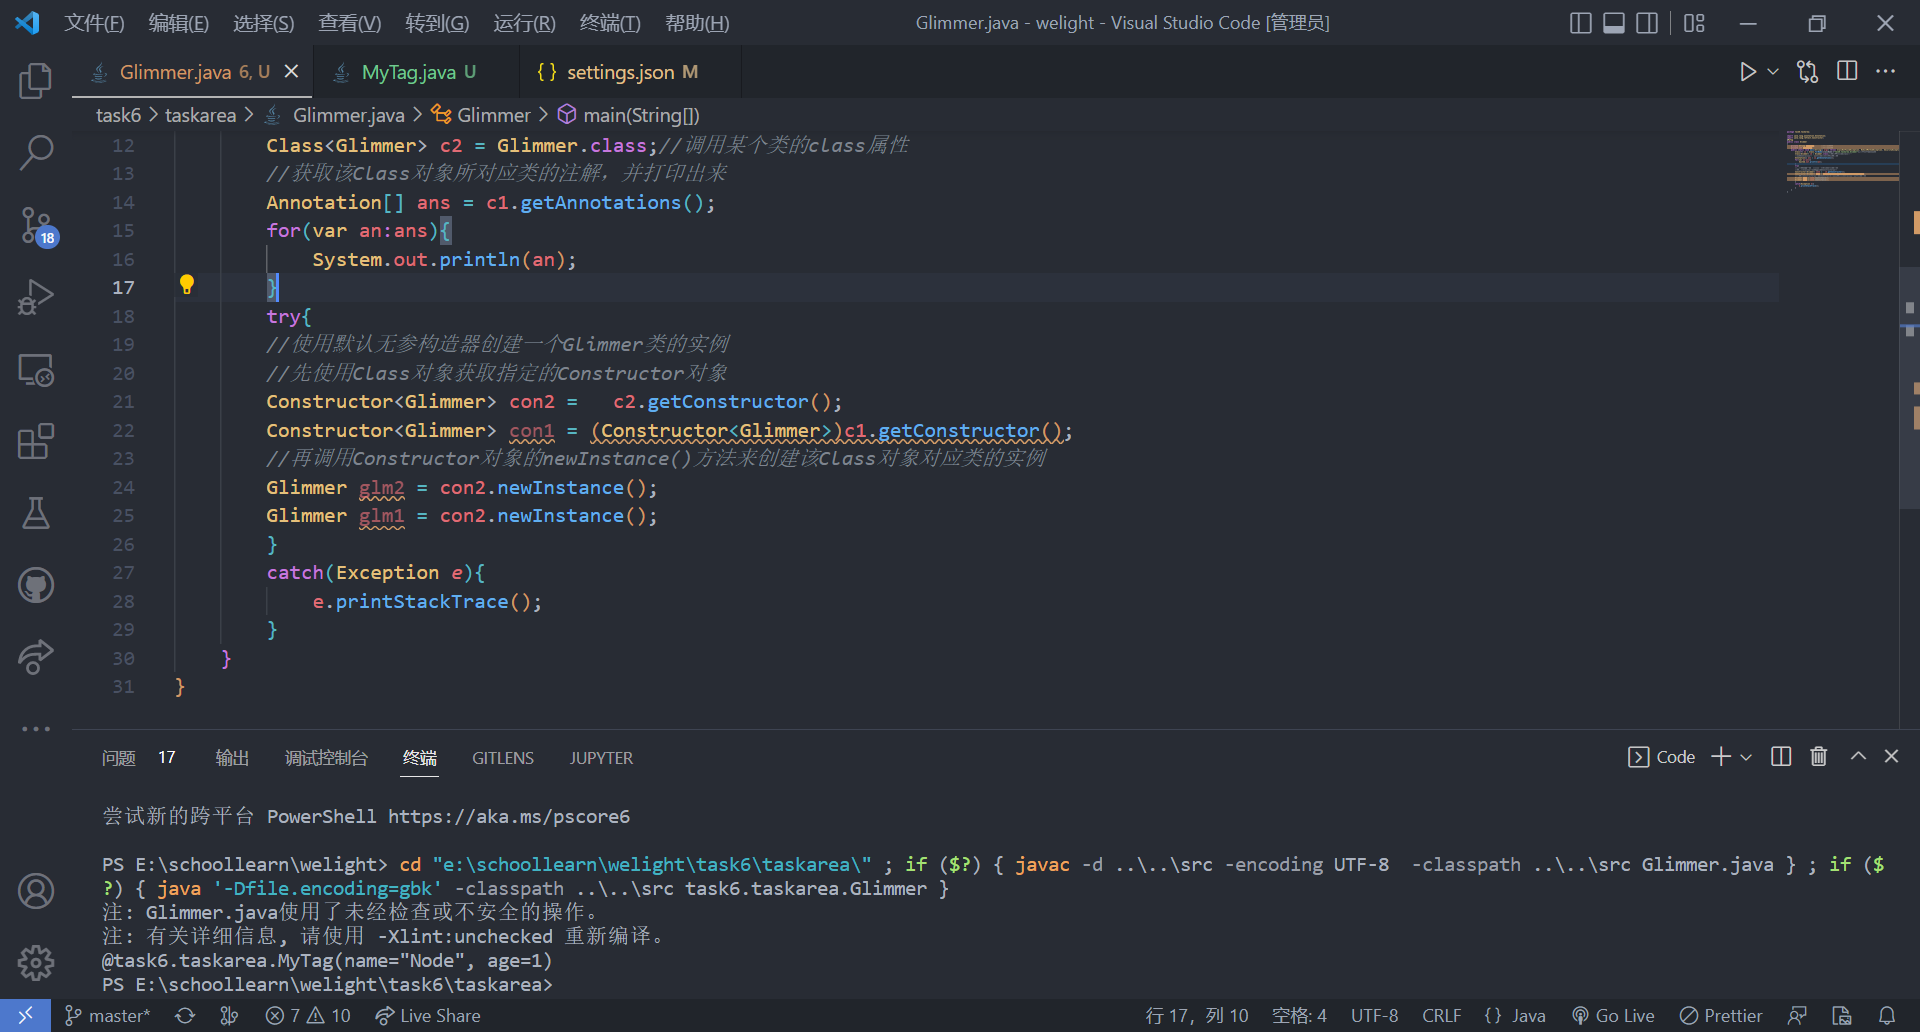 文件(F) 编辑(E) 选择(S) 查看(V) 转到(G) 运行(R) 终端(T) 帮助(H) Glimmer.java - welight - Visual Studio Code [管理员]
Glimmer.java 6, U MyTag.java U {} settings.json M
task6 > taskarea > Glimmer.java > Glimmer > main(String[])
12 Class<Glimmer> c2 = Glimmer.class;//调用某个类的class属性
13 //获取该Class对象所对应类的注解，并打印出来
14 Annotation[] ans = c1.getAnnotations();
15 for(var an:ans){
16 System.out.println(an);
17 }
18 try{
19 //使用默认无参构造器创建一个Glimmer类的实例
20 //先使用Class对象获取指定的Constructor对象
21 Constructor<Glimmer> con2 =   c2.getConstructor();
22 Constructor<Glimmer> con1 = (Constructor<Glimmer>)c1.getConstructor();
23 //再调用Constructor对象的newInstance()方法来创建该Class对象对应类的实例
24 Glimmer glm2 = con2.newInstance();
25 Glimmer glm1 = con2.newInstance();
26 }
27 catch(Exception e){
28 e.printStackTrace();
29 }
30 }
31 }
18
问题 17 输出 调试控制台 终端 GITLENS JUPYTER Code
尝试新的跨平台 PowerShell https://aka.ms/pscore6
PS E:\schoollearn\welight> cd "e:\schoollearn\welight\task6\taskarea\" ; if ($?) { javac -d ..\..\src -encoding UTF-8  -classpath ..\..\src Glimmer.java } ; if ($
?) { java '-Dfile.encoding=gbk' -classpath ..\..\src task6.taskarea.Glimmer }
注: Glimmer.java使用了未经检查或不安全的操作。
注: 有关详细信息, 请使用 -Xlint:unchecked 重新编译。
@task6.taskarea.MyTag(name="Node", age=1)
PS E:\schoollearn\welight\task6\taskarea>
master* 7 10 Live Share 行 17，列 10 空格: 4 UTF-8 CRLF {} Java Go Live Prettier